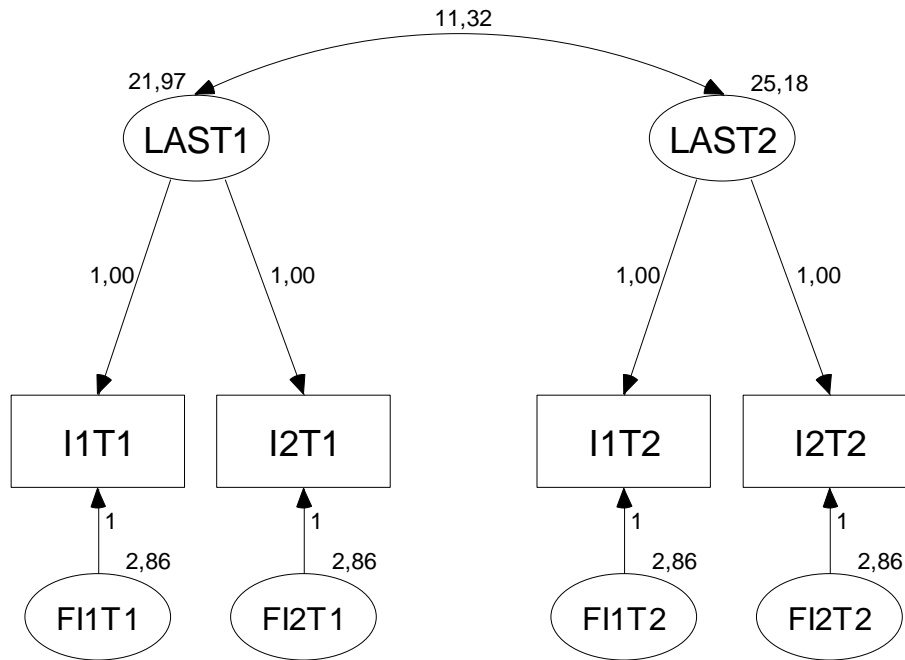 11,32
21,97 25,18
LAST1 LAST2
1,00 1,00 1,00 1,00
I1T1 I2T1 I1T2 I2T2
1 1 1 1
2,86 2,86 2,86 2,86
FI1T1 FI2T1 FI1T2 FI2T2